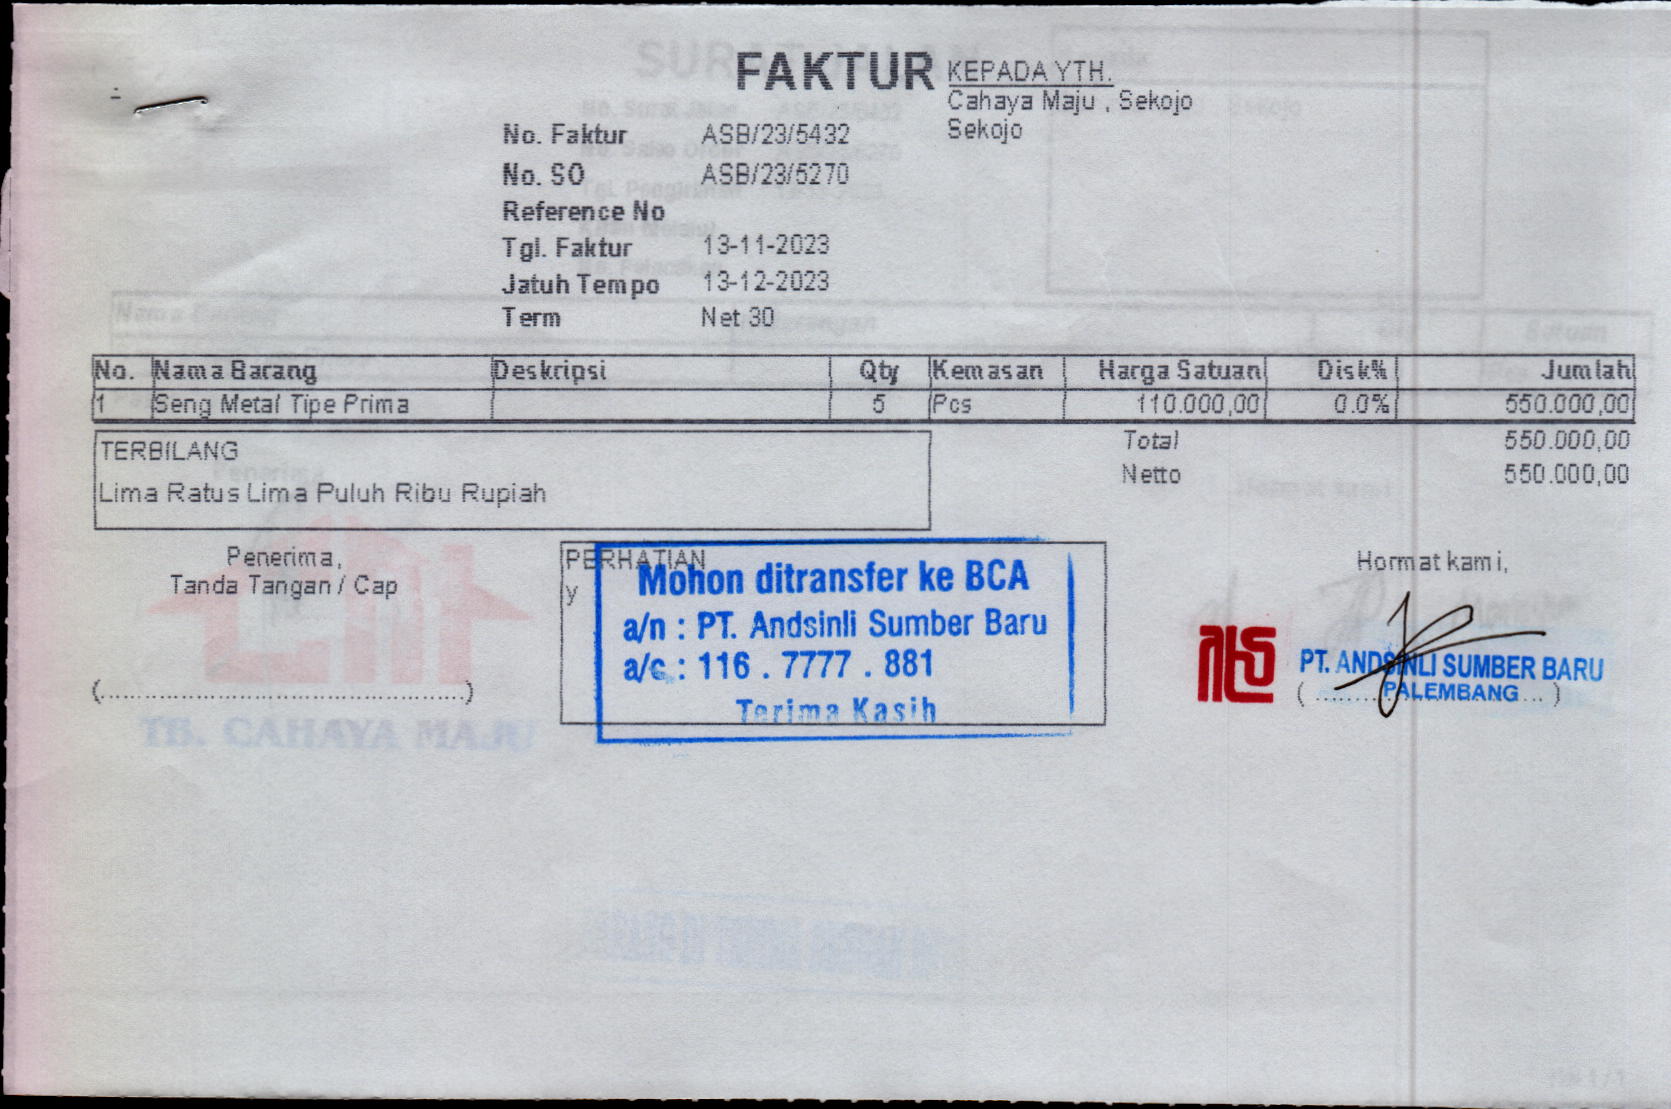 FAKTUR
KEPADA YTH.
Cahaya Maju , Sekojo
Sekojo
No. Faktur ASB/23/5432
No. SO ASB/23/5270
Reference No
Tgl. Faktur 13-11-2023
Jatuh Tempo 13-12-2023
Term Net 30
No. Nama Barang Deskripsi Qty Kemasan Harga Satuan Disk% Jumlah
1 Seng Metal Tipe Prima 5 Pcs 110.000,00 0.0% 550.000,00
Total 550.000,00
Netto 550.000,00
TERBILANG
Lima Ratus Lima Puluh Ribu Rupiah
Penerima,
Tanda Tangan / Cap
(..............................................)
TB. CAHAYA MAJU
PERHATIAN
y
Mohon ditransfer ke BCA
a/n : PT. Andsinli Sumber Baru
a/c : 116 . 7777 . 881
Terima Kasih
Hormat kami,
PT. ANDSINLI SUMBER BARU
PALEMBANG